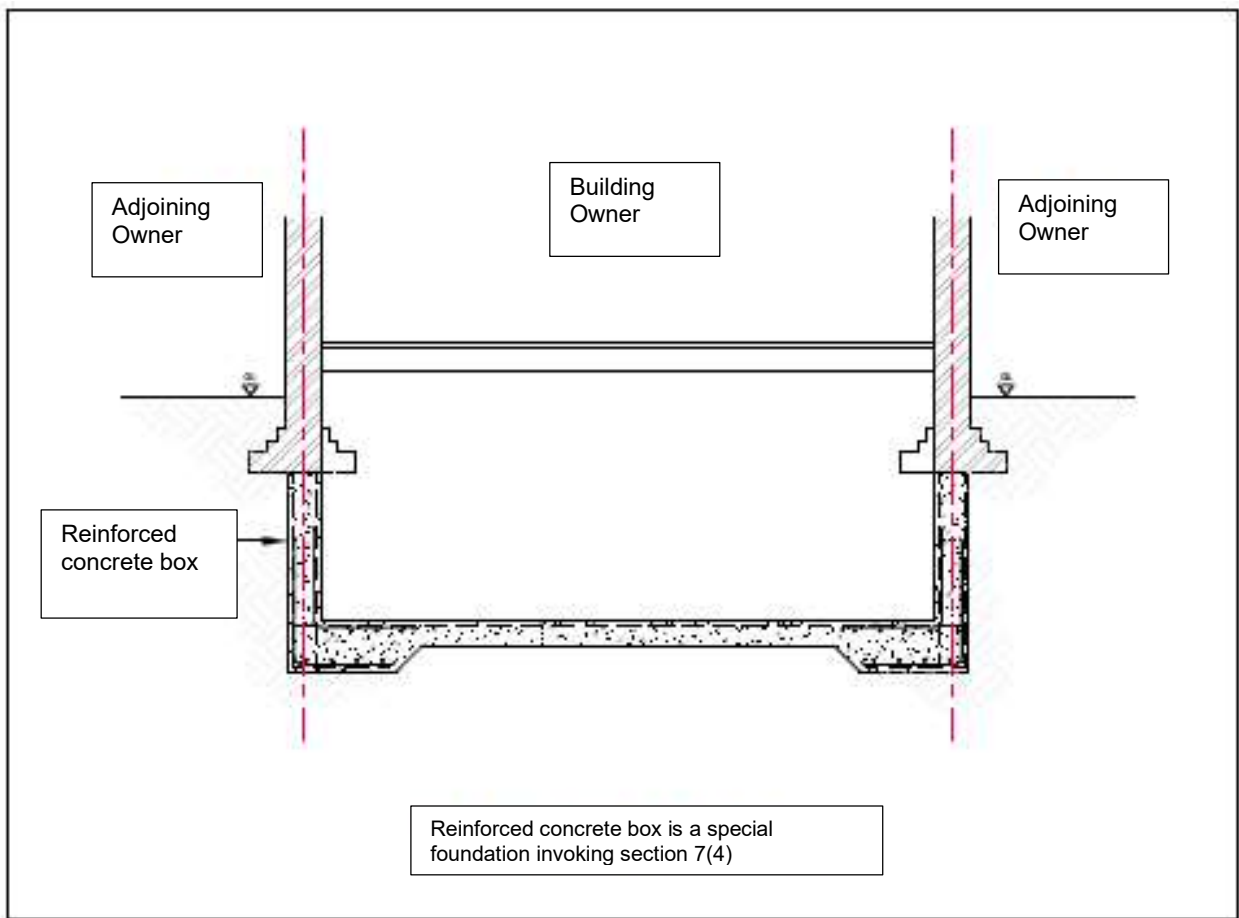 Adjoining
Owner
Building
Owner
Adjoining
Owner
Reinforced
concrete box
Reinforced concrete box is a special
foundation invoking section 7(4)